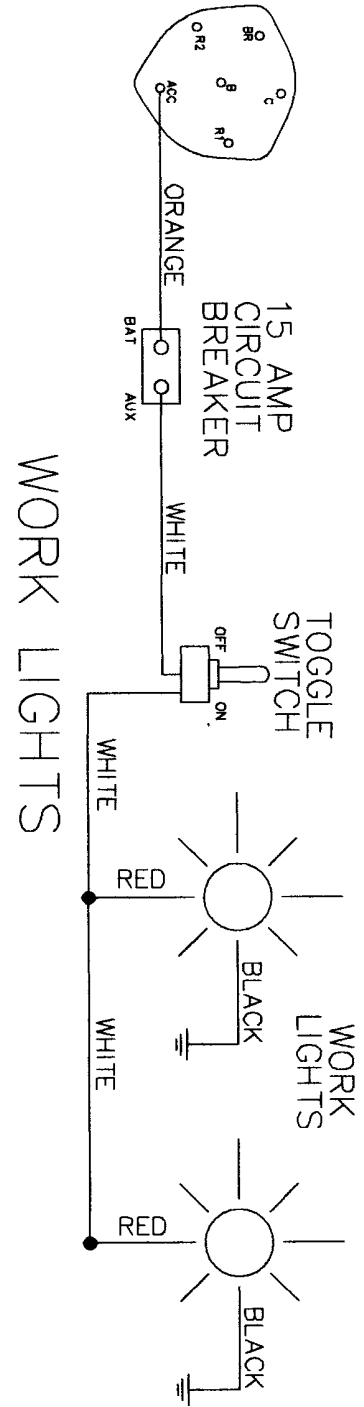 BR
C
R2
B
R1
ACC
ORANGE
15 AMP
CIRCUIT
BREAKER
BAT
AUX
WHITE
TOGGLE
SWITCH
OFF
ON
WHITE
RED
BLACK
WORK
LIGHTS
WHITE
RED
BLACK
WORK LIGHTS